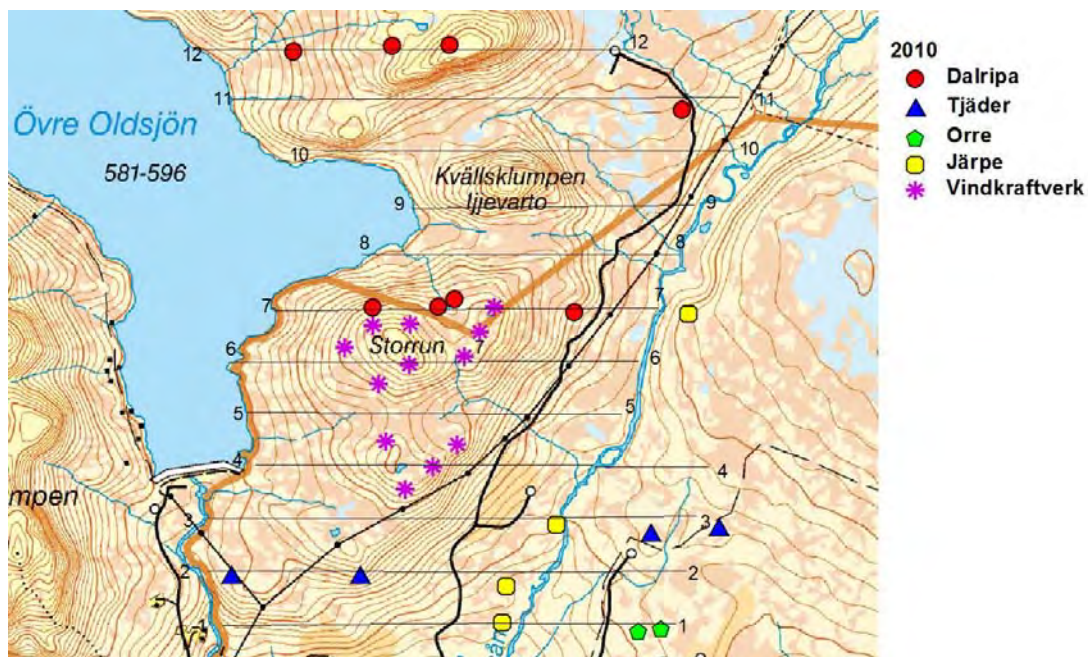 12
12
11
11
Övre Oldsjön
581-596
10
10
Kvällsklumpen
Ijjevarto
9
9
8
8
7
7
Storrun
7
6
6
5
5
4
4
mpen
3
3
2
2
1
1
ån
2010
Dalripa
Tjäder
Orre
Järpe
Vindkraftverk